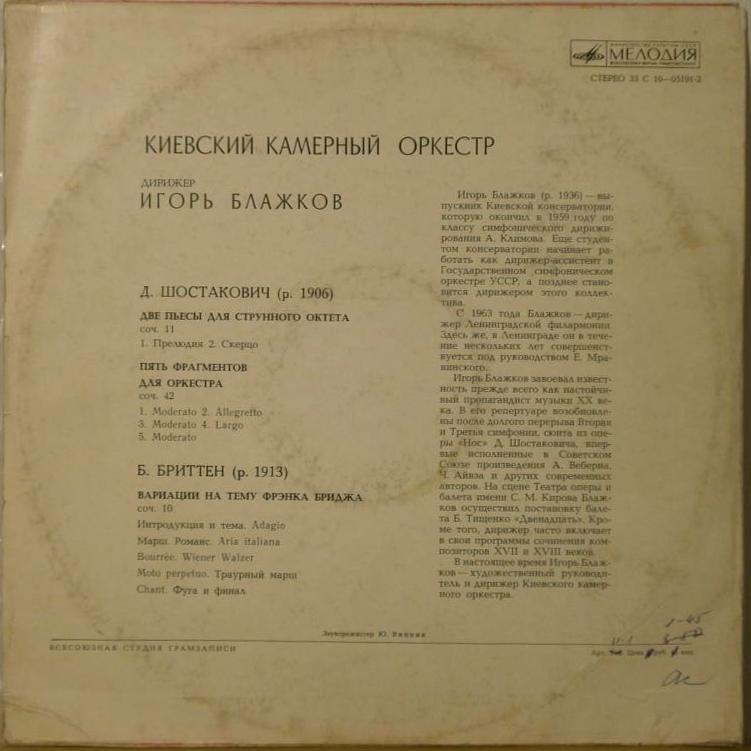 МЕЛОДИЯ
СТЕРЕО 33 С 10—05191-2
КИЕВСКИЙ КАМЕРНЫЙ ОРКЕСТР
ДИРИЖЕР
ИГОРЬ БЛАЖКОВ
Д. ШОСТАКОВИЧ (р. 1906)
ДВЕ ПЬЕСЫ ДЛЯ СТРУННОГО ОКТЕТА
соч. 11
1. Прелюдия 2. Скерцо
ПЯТЬ ФРАГМЕНТОВ
ДЛЯ ОРКЕСТРА
соч. 42
1. Moderato 2. Allegretto
3. Moderato 4. Largo
5. Moderato
Б. БРИТТЕН (р. 1913)
ВАРИАЦИИ НА ТЕМУ ФРЭНКА БРИДЖА
соч. 10
Интродукция и тема. Adagio
Марш. Романс. Aria italiana
Bourrée. Wiener Walzer
Moto perpetuo. Траурный марш
Chant. Фуга и финал
Игорь Блажков (р. 1936) — вы-
пускник Киевской консерватории,
которую окончил в 1959 году по
классу симфонического дирижи-
рования А. Климова. Еще студен-
том консерватории начинает ра-
ботать как дирижер-ассистент в
Государственном симфоническом
оркестре УССР, а позднее стано-
вится дирижером этого коллек-
тива.
С 1963 года Блажков — дири-
жер Ленинградской филармонии.
Здесь же, в Ленинграде он в тече-
ние нескольких лет совершенст-
вуется под руководством Е. Мра-
винского.
Игорь Блажков завоевал извест-
ность прежде всего как настойчи-
вый пропагандист музыки XX ве-
ка. В его репертуаре возобновле-
ны после долгого перерыва Вторая
и Третья симфонии, сюита из опе-
ры «Нос» Д. Шостаковича, впер-
вые исполненные в Советском
Союзе произведения А. Веберна,
Ч. Айвза и других современных
авторов. На сцене Театра оперы и
балета имени С. М. Кирова Блаж-
ков осуществил постановку бале-
та Б. Тищенко «Двенадцать». Кро-
ме того, дирижер часто включает
в свои программы сочинения ком-
позиторов XVII и XVIII веков.
В настоящее время Игорь Блаж-
ков — художественный руководи-
тель и дирижер Киевского камер-
ного оркестра.
Звукорежиссер Ю.
ВСЕСОЮЗНАЯ СТУДИЯ ГРАМЗАПИСИ
Арт. Цена руб. коп.